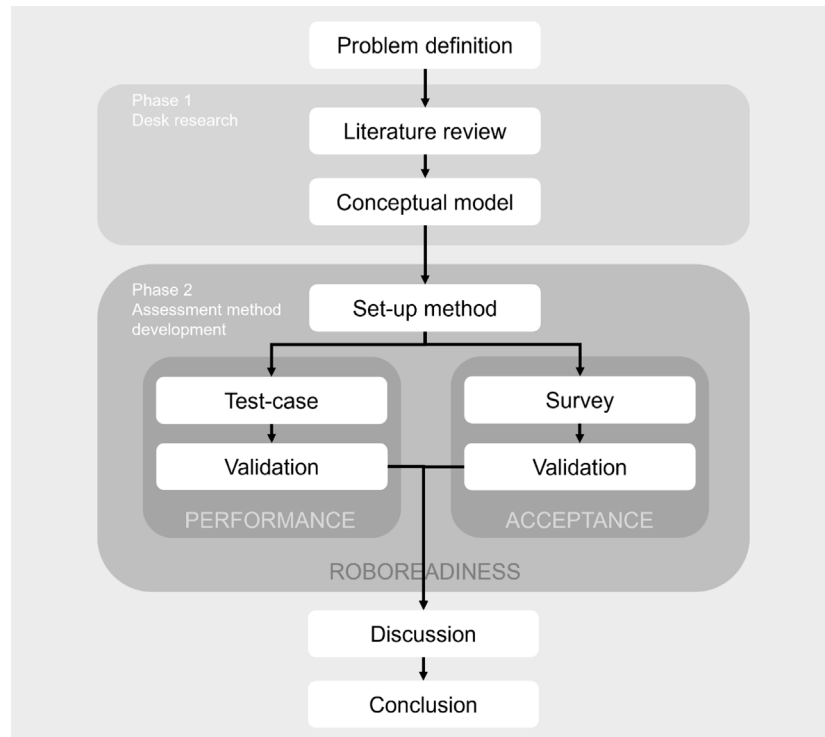 Problem definition
Phase 1
Desk research
Literature review
Conceptual model
Phase 2
Assessment method
development
Set-up method
Test-case
Validation
PERFORMANCE
Survey
Validation
ACCEPTANCE
ROBOREADINESS
Discussion
Conclusion